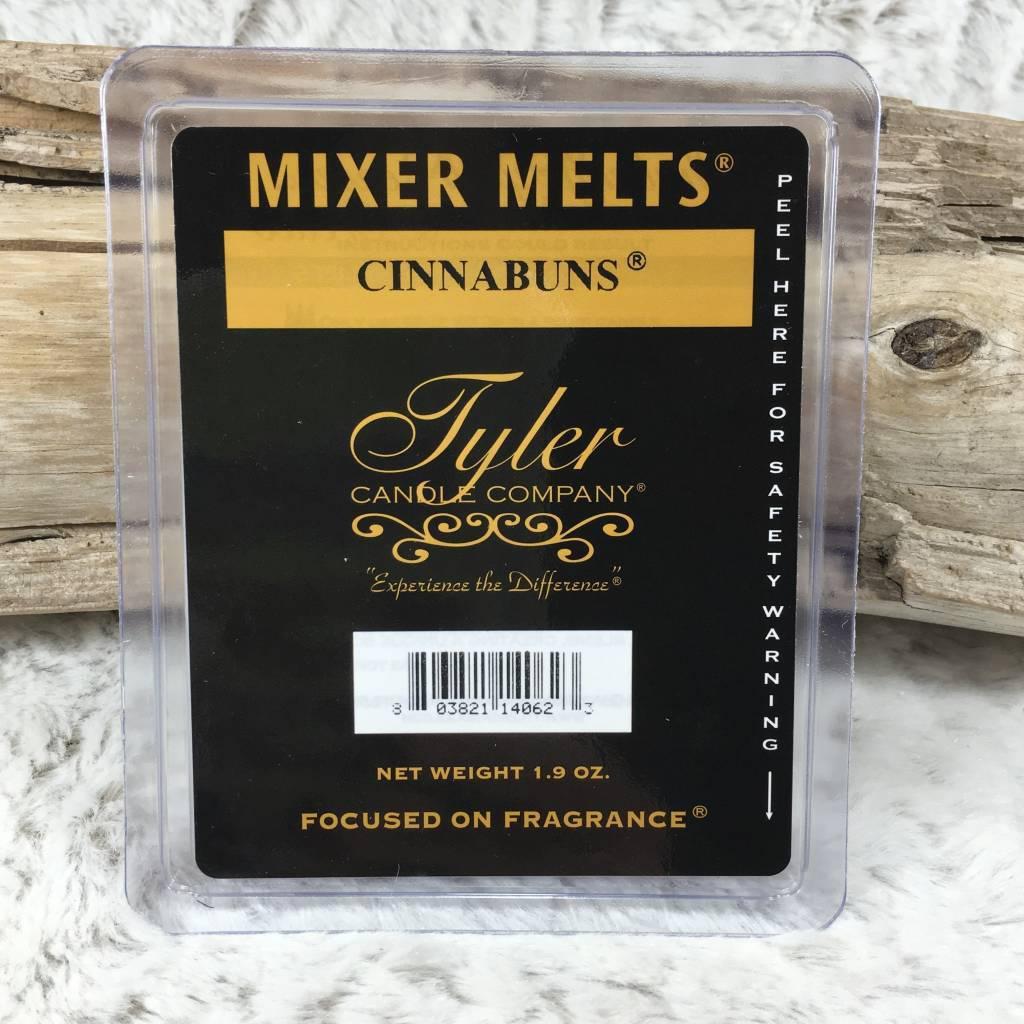 MIXER MELTS®
CINNABUNS®
Tyler
CANDLE COMPANY®
"Experience the Difference"®
8 03821 14062 3
NET WEIGHT 1.9 OZ.
FOCUSED ON FRAGRANCE®
PEEL HERE FOR SAFETY WARNING